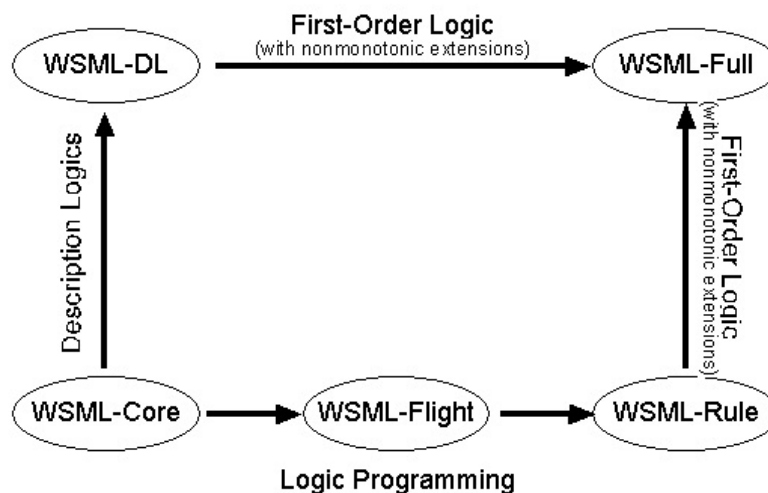 First-Order Logic
(with nonmonotonic extensions)
WSML-DL
WSML-Full
Description Logics
First-Order Logic
(with nonmonotonic extensions)
WSML-Core
WSML-Flight
WSML-Rule
Logic Programming